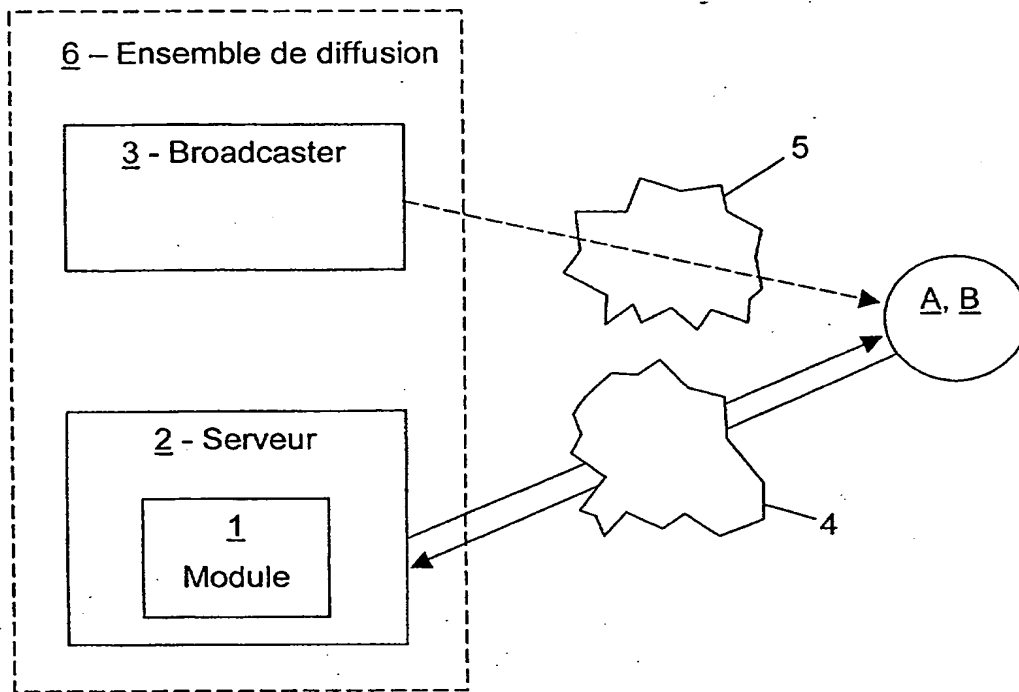 6 – Ensemble de diffusion
3 - Broadcaster
5
A, B
2 - Serveur
1
Module
4